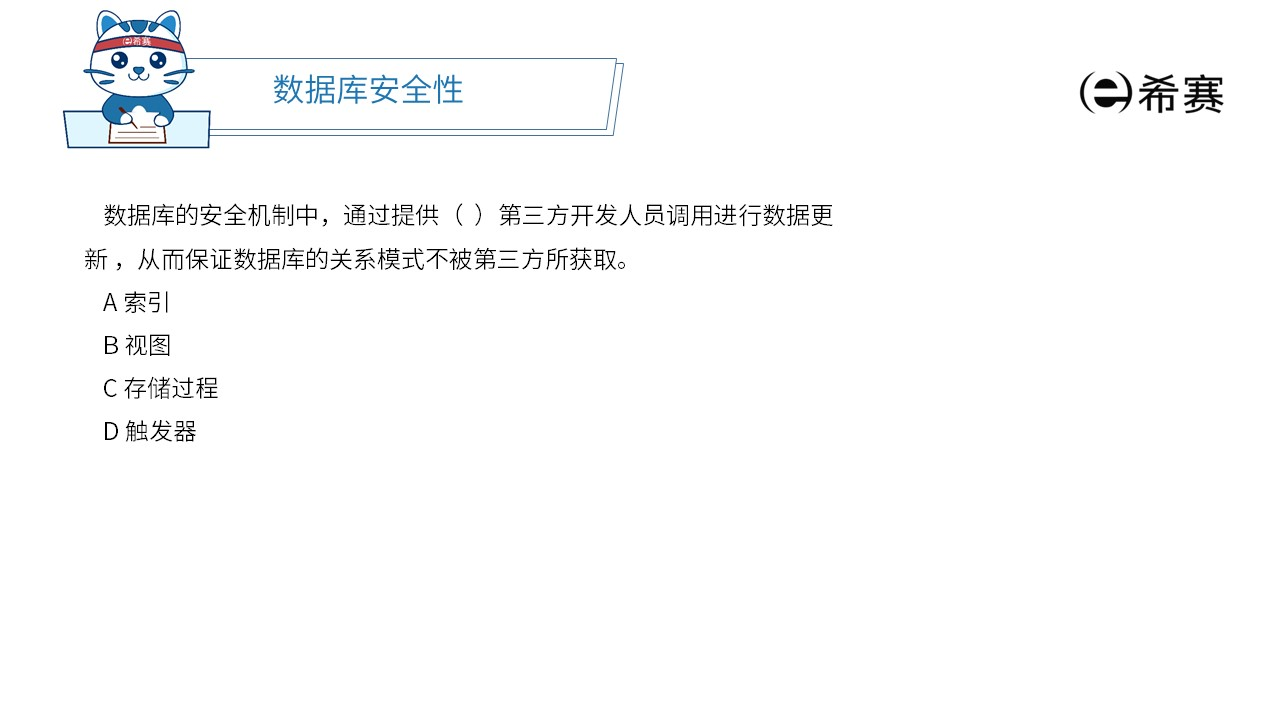 (e)希赛
数据库安全性
(e)希赛
数据库的安全机制中，通过提供（ ）第三方开发人员调用进行数据更
新 ，从而保证数据库的关系模式不被第三方所获取。
A 索引
B 视图
C 存储过程
D 触发器